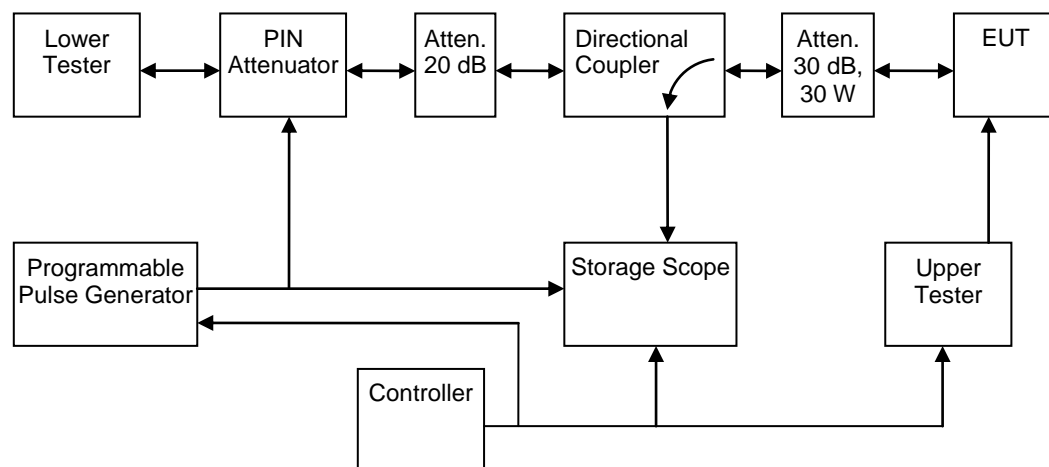 Lower
Tester
PIN
Attenuator
Atten.
20 dB
Directional
Coupler
Atten.
30 dB,
30 W
EUT
Programmable
Pulse Generator
Storage Scope
Upper
Tester
Controller